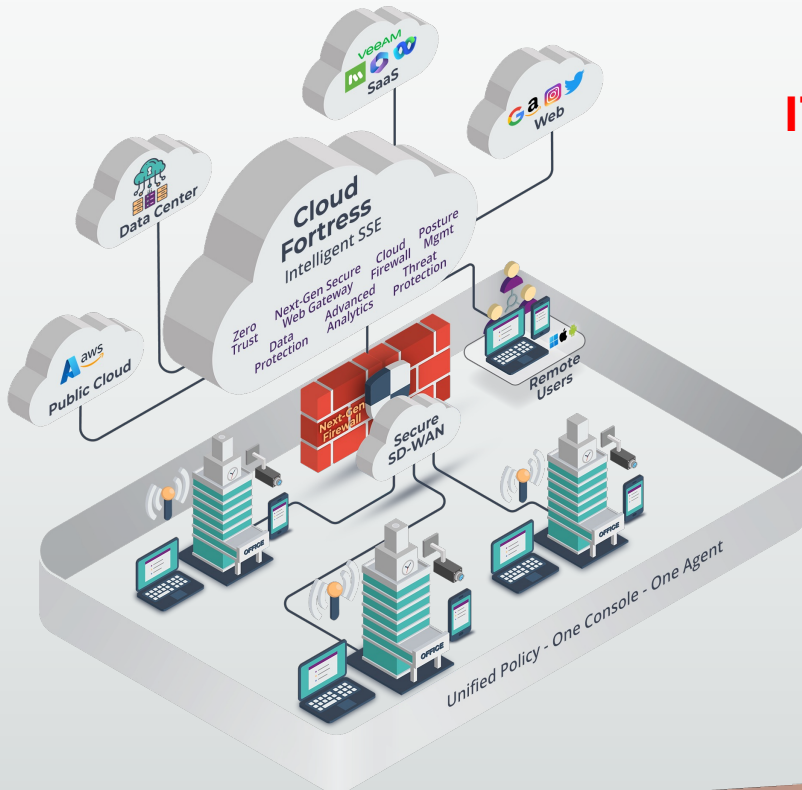 veeAM
SaaS
G a
Web
Data Center
Cloud
Fortress
Intelligent SSE
Zero
Trust
Next-Gen Secure
Web Gateway
Cloud
Firewall
Posture
Mgmt
Data
Protection
Advanced
Analytics
Threat
Protection
aws
Public Cloud
Next-Gen
Firewall
Secure
SD-WAN
Remote
Users
OFFICE
OFFICE
OFFICE
Unified Policy - One Console - One Agent